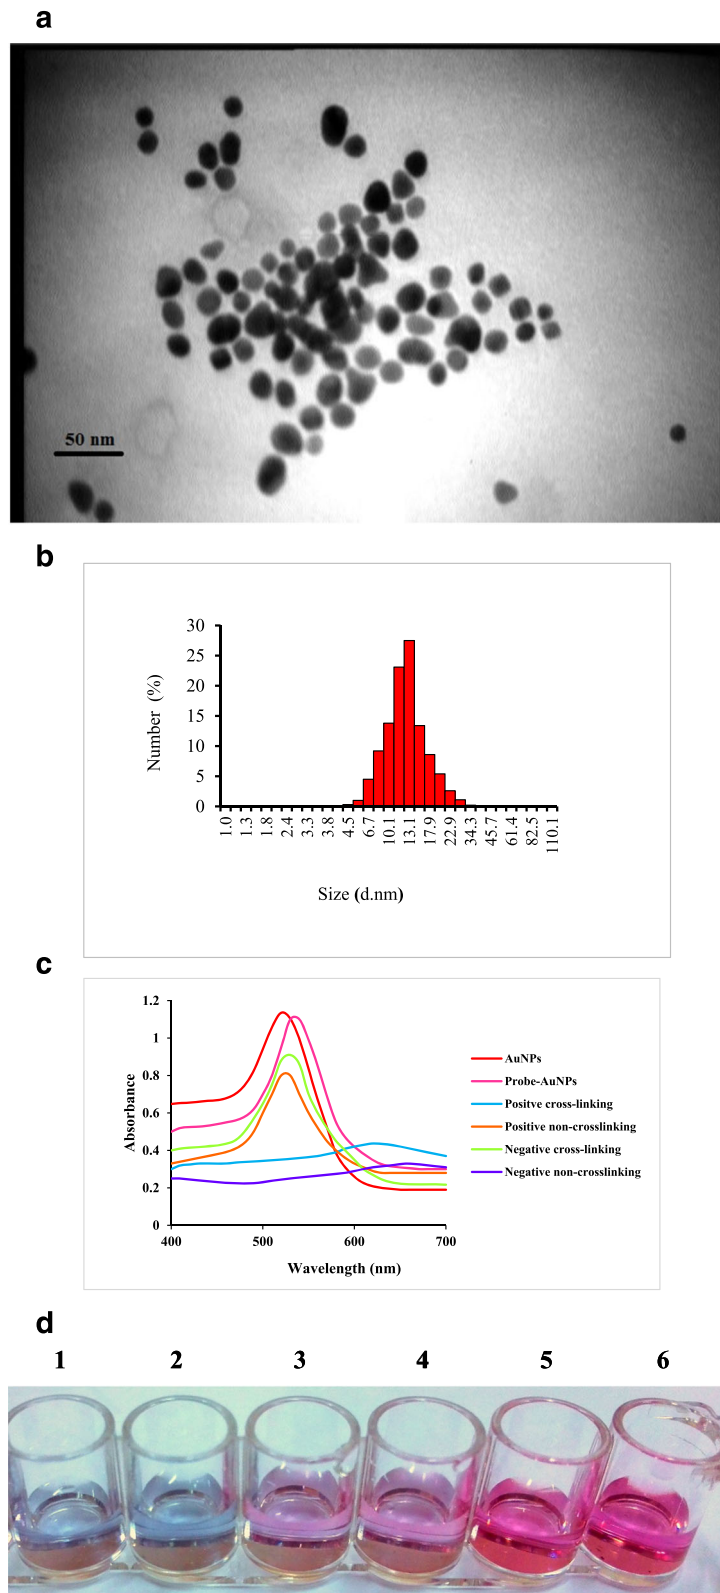 a
50 nm
b
30
25
20
15
10
5
0
Number (%)
1.0
1.3
1.8
2.4
3.3
3.8
4.5
6.7
10.1
13.1
17.9
22.9
34.3
45.7
61.4
82.5
110.1
Size (d.nm)
c
1.2
1
0.8
0.6
0.4
0.2
0
Absorbance
400
500
600
700
Wavelength (nm)
AuNPs
Probe-AuNPs
Positve cross-linking
Positive non-crosslinking
Negative cross-linking
Negative non-crosslinking
d
1 2 3 4 5 6